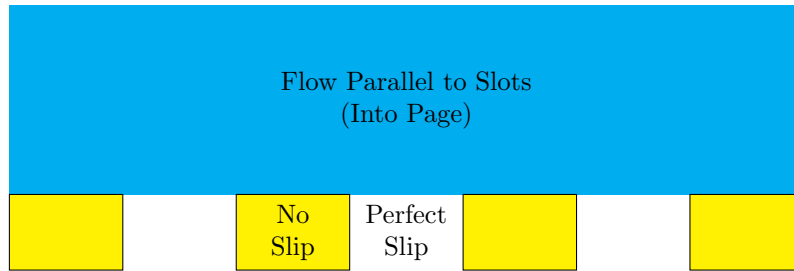 Flow Parallel to Slots
(Into Page)
No
Slip
Perfect
Slip